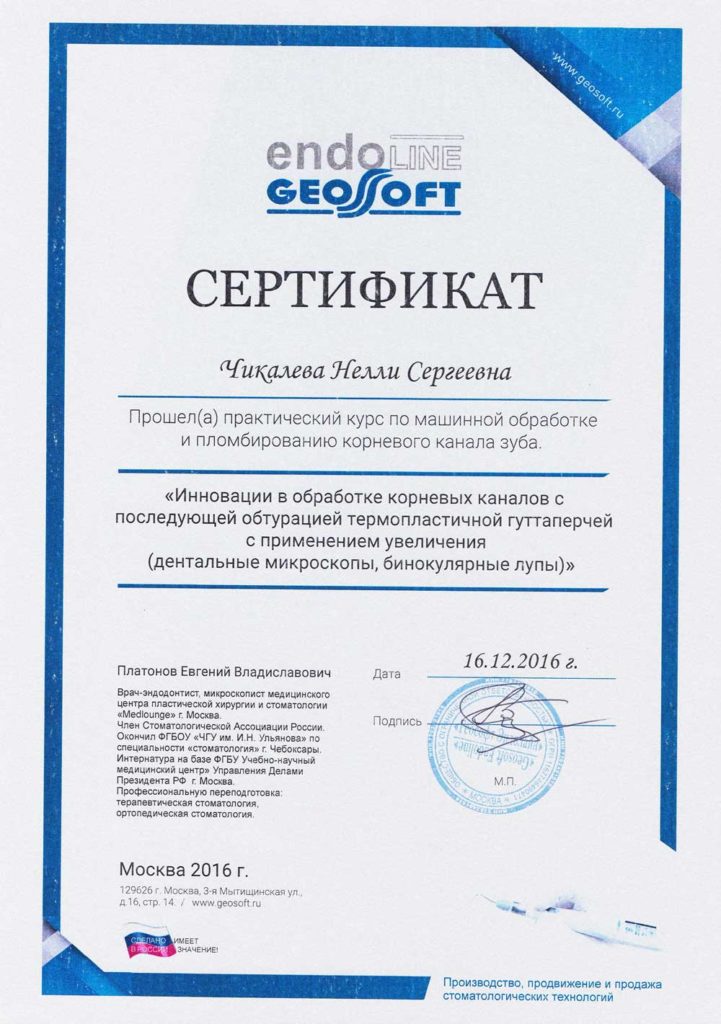 www.geosoft.ru
endo LINE
GEOSOFT
СЕРТИФИКАТ
Чикалева Нелли Сергеевна
Прошел(а) практический курс по машинной обработке
и пломбированию корневого канала зуба.
«Инновации в обработке корневых каналов с
последующей обтурацией термопластичной гуттаперчей
с применением увеличения
(дентальные микроскопы, бинокулярные лупы)»
Платонов Евгений Владиславович
Врач-эндодонтист, микроскопист медицинского
центра пластической хирургии и стоматологии
«Medlounge» г. Москва.
Член Стоматологической Ассоциации России.
Окончил ФГБОУ «ЧГУ им. И.Н. Ульянова» по
специальности «стоматология» г. Чебоксары.
Интернатура на базе ФГБУ Учебно-научный
медицинский центр» Управления Делами
Президента РФ г. Москва.
Профессиональную переподготовка:
терапевтическая стоматология,
ортопедическая стоматология.
Дата 16.12.2016 г.
Подпись
«Geosoft Endoline»
МОСКВА
М.П.
Москва 2016 г.
129626 г. Москва, 3-я Мытищинская ул.,
д.16, стр. 14. / www.geosoft.ru
СДЕЛАНО ИМЕЕТ
В РОССИИ ЗНАЧЕНИЕ!
Производство, продвижение и продажа
стоматологических технологий